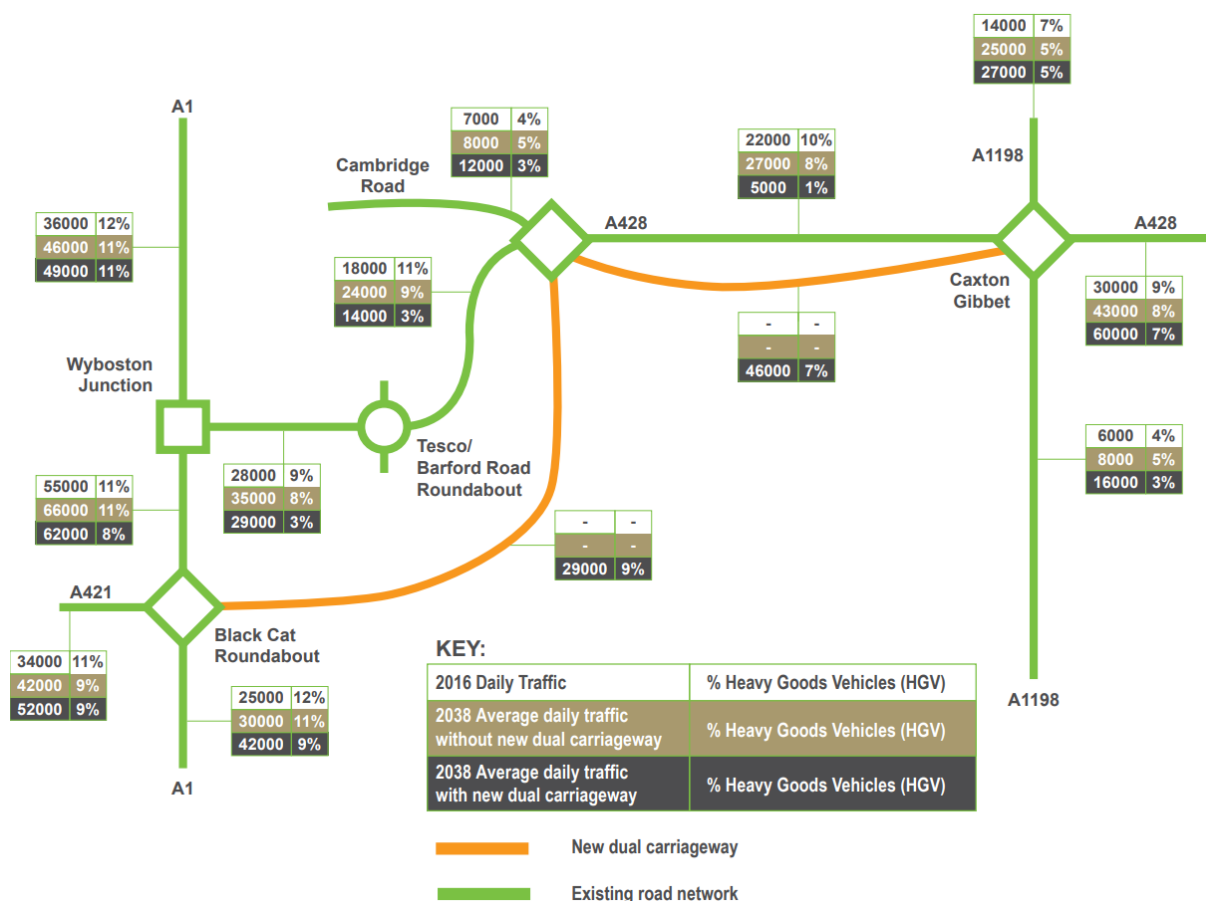 14000 7%
25000 5%
27000 5%
A1
7000 4%
8000 5%
12000 3%
22000 10%
27000 8%
5000 1%
A1198
Cambridge
Road
36000 12%
46000 11%
49000 11%
A428
A428
18000 11%
24000 9%
14000 3%
Caxton
Gibbet
30000 9%
43000 8%
60000 7%
- -
- -
46000 7%
Wyboston
Junction
Tesco/
Barford Road
Roundabout
6000 4%
8000 5%
16000 3%
28000 9%
35000 8%
29000 3%
55000 11%
66000 11%
62000 8%
- -
- -
29000 9%
A421
Black Cat
Roundabout
34000 11%
42000 9%
52000 9%
25000 12%
30000 11%
42000 9%
A1
A1198
KEY:
2016 Daily Traffic % Heavy Goods Vehicles (HGV)
2038 Average daily traffic
without new dual carriageway % Heavy Goods Vehicles (HGV)
2038 Average daily traffic
with new dual carriageway % Heavy Goods Vehicles (HGV)
New dual carriageway
Existing road network